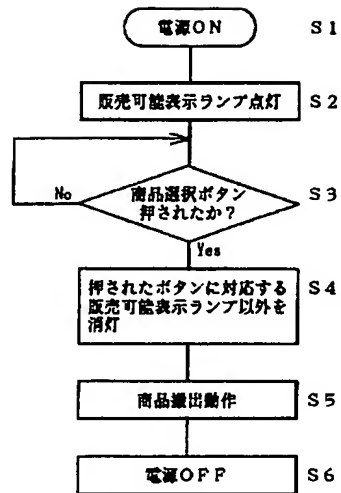 電源ON S1
販売可能表示ランプ点灯 S2
商品選択ボタン
押されたか？ S3
No
Yes
押されたボタンに対応する
販売可能表示ランプ以外を
消灯 S4
商品搬出動作 S5
電源OFF S6